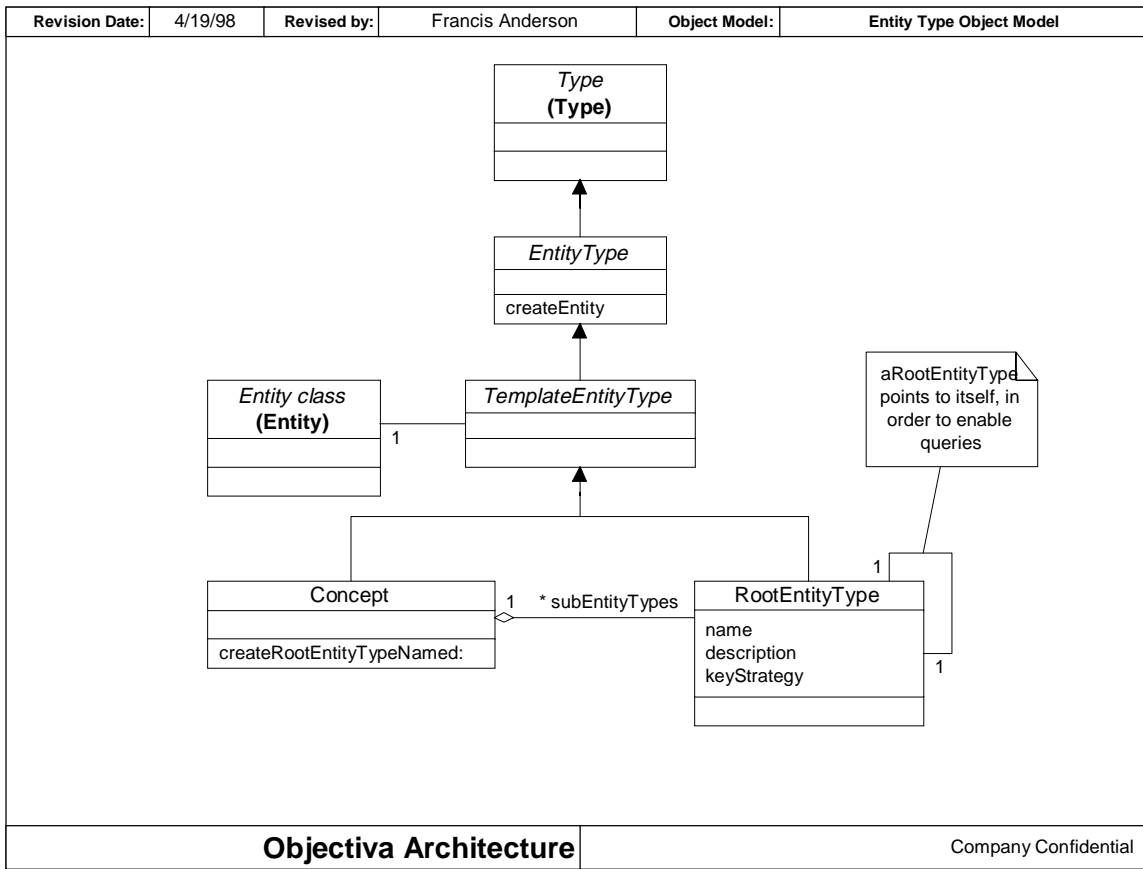 Revision Date: 4/19/98 Revised by: Francis Anderson Object Model: Entity Type Object Model
Type
(Type)
EntityType
createEntity
Entity class
(Entity)
1
TemplateEntityType
aRootEntityType
points to itself, in
order to enable
queries
Concept
createRootEntityTypeNamed:
1 * subEntityTypes
1
RootEntityType
name
description
keyStrategy
1
Objectiva Architecture
Company Confidential